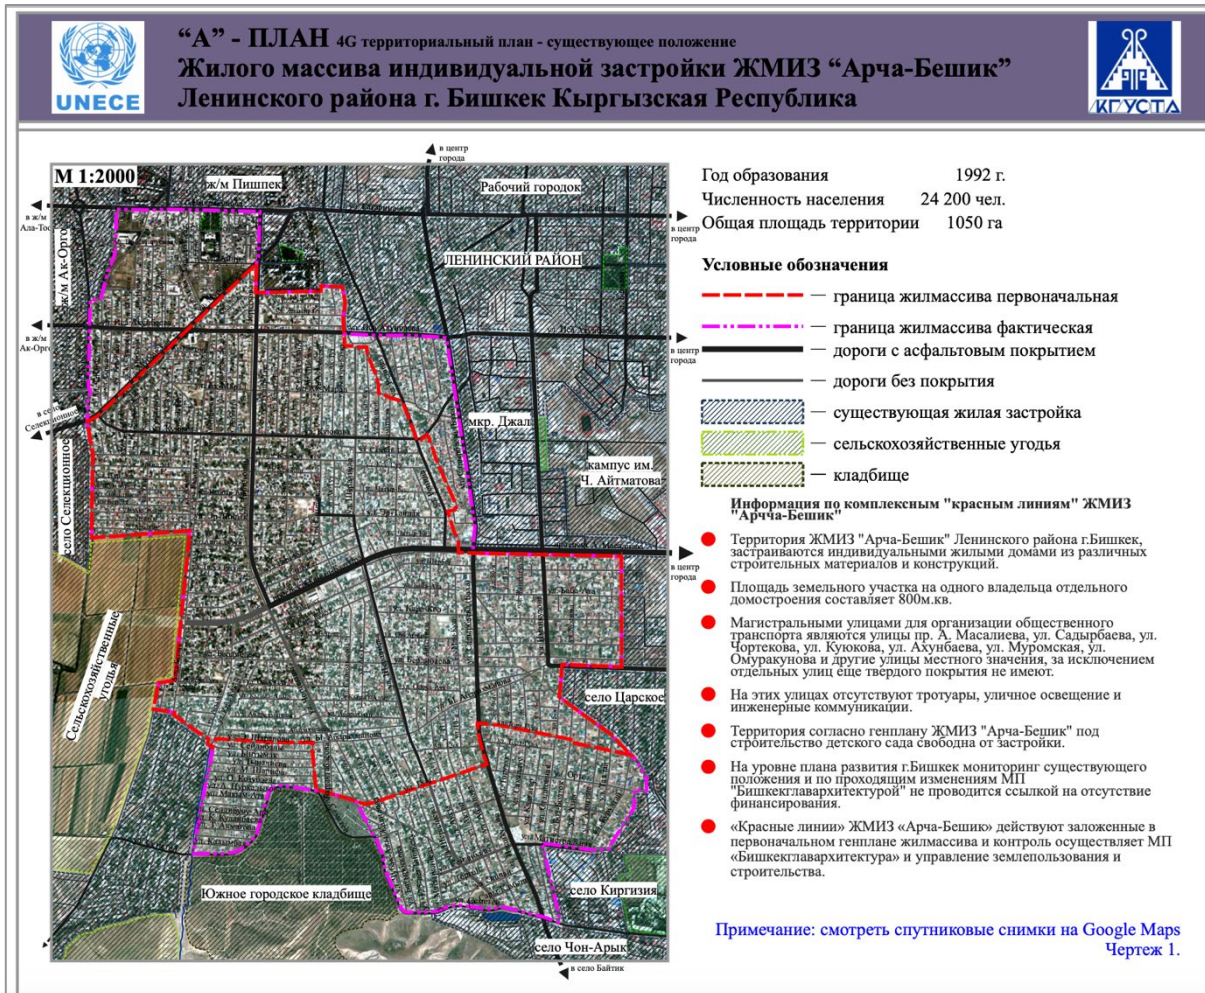 UNECE
“А” - ПЛАН 4G территориальный план - существующее положение
Жилого массива индивидуальной застройки ЖМИЗ “Арча-Бешик”
Ленинского района г. Бишкек Кыргызская Республика
КГУСТА
М 1:2000
в центр
города
ж/м Пишпек
Рабочий городок
в ж/м
Ала-Тоо
в центр
города
ж/м Ак-Орго
ЛЕНИНСКИЙ РАЙОН
в ж/м
Ак-Орго
в центр
города
в село
Селекционное
мкр. Джал
кампус им.
Ч. Айтматова
село Селекционное
в центр
города
Сельскохозяйственные
угодья
село Царское
Южное городское кладбище
село Киргизия
село Чон-Арык
в село Байтик
Год образования 1992 г.
Численность населения 24 200 чел.
Общая площадь территории 1050 га
Условные обозначения
— граница жилмассива первоначальная
— граница жилмассива фактическая
— дороги с асфальтовым покрытием
— дороги без покрытия
— существующая жилая застройка
— сельскохозяйственные угодья
— кладбище
Информация по комплексным "красным линиям" ЖМИЗ
"Арчча-Бешик"
Территория ЖМИЗ "Арча-Бешик" Ленинского района г.Бишкек,
застраиваются индивидуальными жилыми домами из различных
строительных материалов и конструкций.
Площадь земельного участка на одного владельца отдельного
домостроения составляет 800м.кв.
Магистральными улицами для организации общественного
транспорта являются улицы пр. А. Масалиева, ул. Садырбаева, ул.
Чортекова, ул. Куюкова, ул. Ахунбаева, ул. Муромская, ул.
Омуракунова и другие улицы местного значения, за исключением
отдельных улиц еще твердого покрытия не имеют.
На этих улицах отсутствуют тротуары, уличное освещение и
инженерные коммуникации.
Территория согласно генплану ЖМИЗ "Арча-Бешик" под
строительство детского сада свободна от застройки.
На уровне плана развития г.Бишкек мониторинг существующего
положения и по проходящим изменениям МП
"Бишкекглавархитектурой" не проводится ссылкой на отсутствие
финансирования.
«Красные линии» ЖМИЗ «Арча-Бешик» действуют заложенные в
первоначальном генплане жилмассива и контроль осуществляет МП
«Бишкекглавархитектура» и управление землепользования и
строительства.
Примечание: смотреть спутниковые снимки на Google Maps
Чертеж 1.